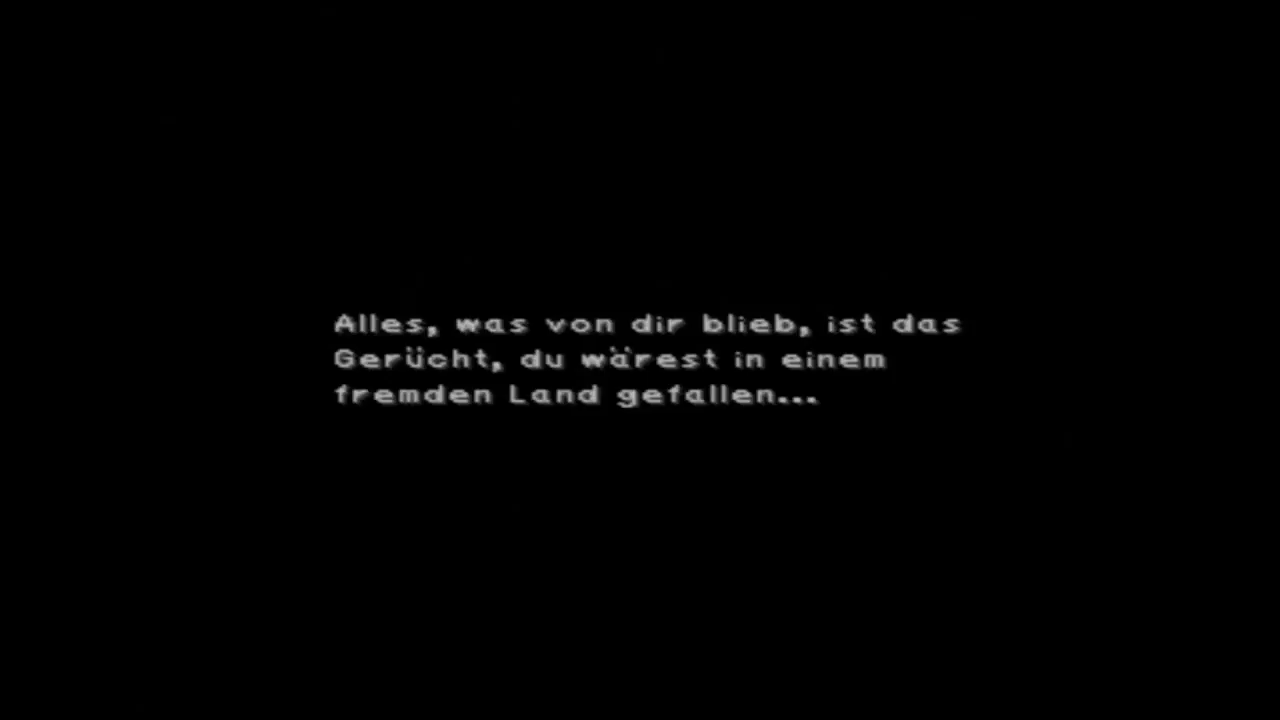 Alles, was von dir blieb, ist das
Gerücht, du wärest in einem
fremden Land gefallen...